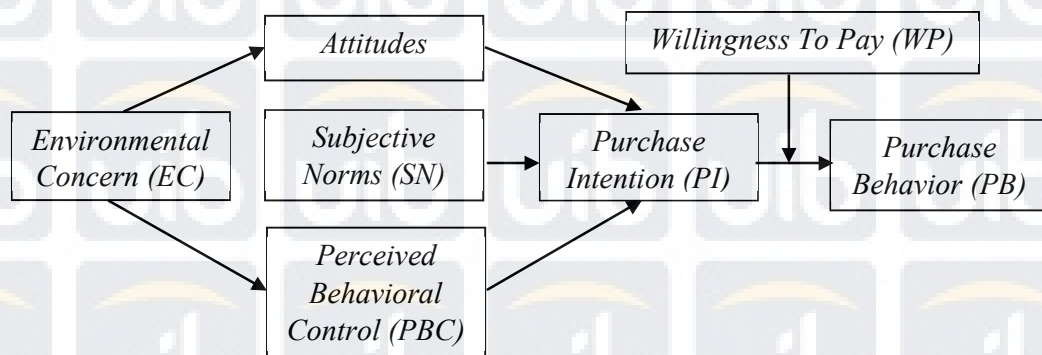 Attitudes
Willingness To Pay (WP)
Environmental
Concern (EC)
Subjective
Norms (SN)
Purchase
Intention (PI)
Purchase
Behavior (PB)
Perceived
Behavioral
Control (PBC)